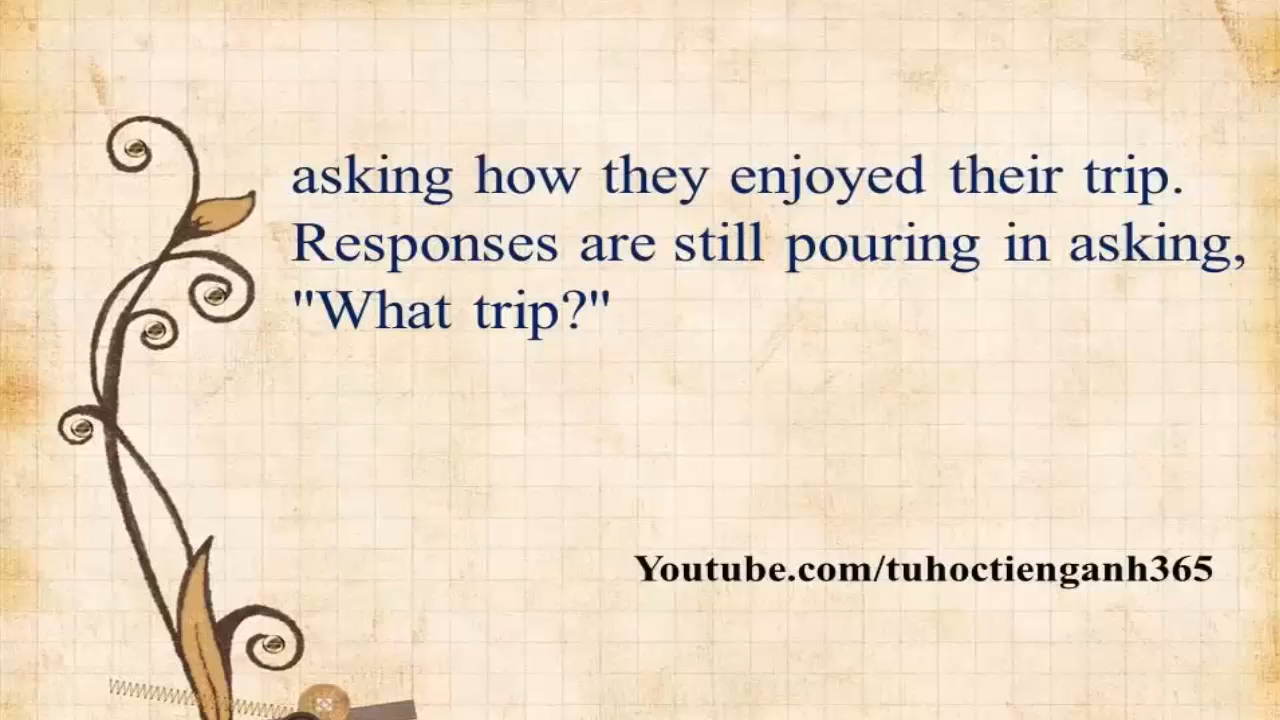 asking how they enjoyed their trip.
Responses are still pouring in asking,
"What trip?"
Youtube.com/tuhoctienganh365